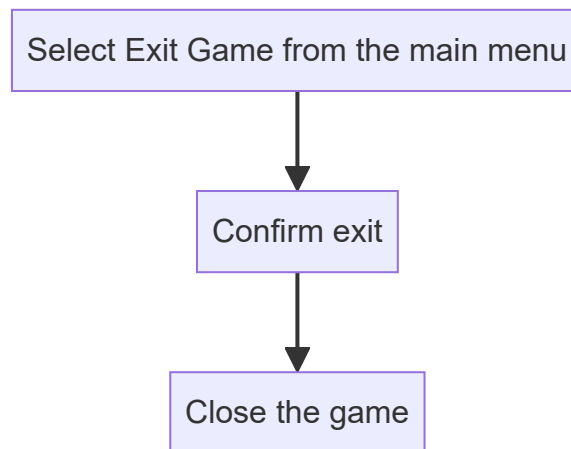 Select Exit Game from the main menu
Confirm exit
Close the game